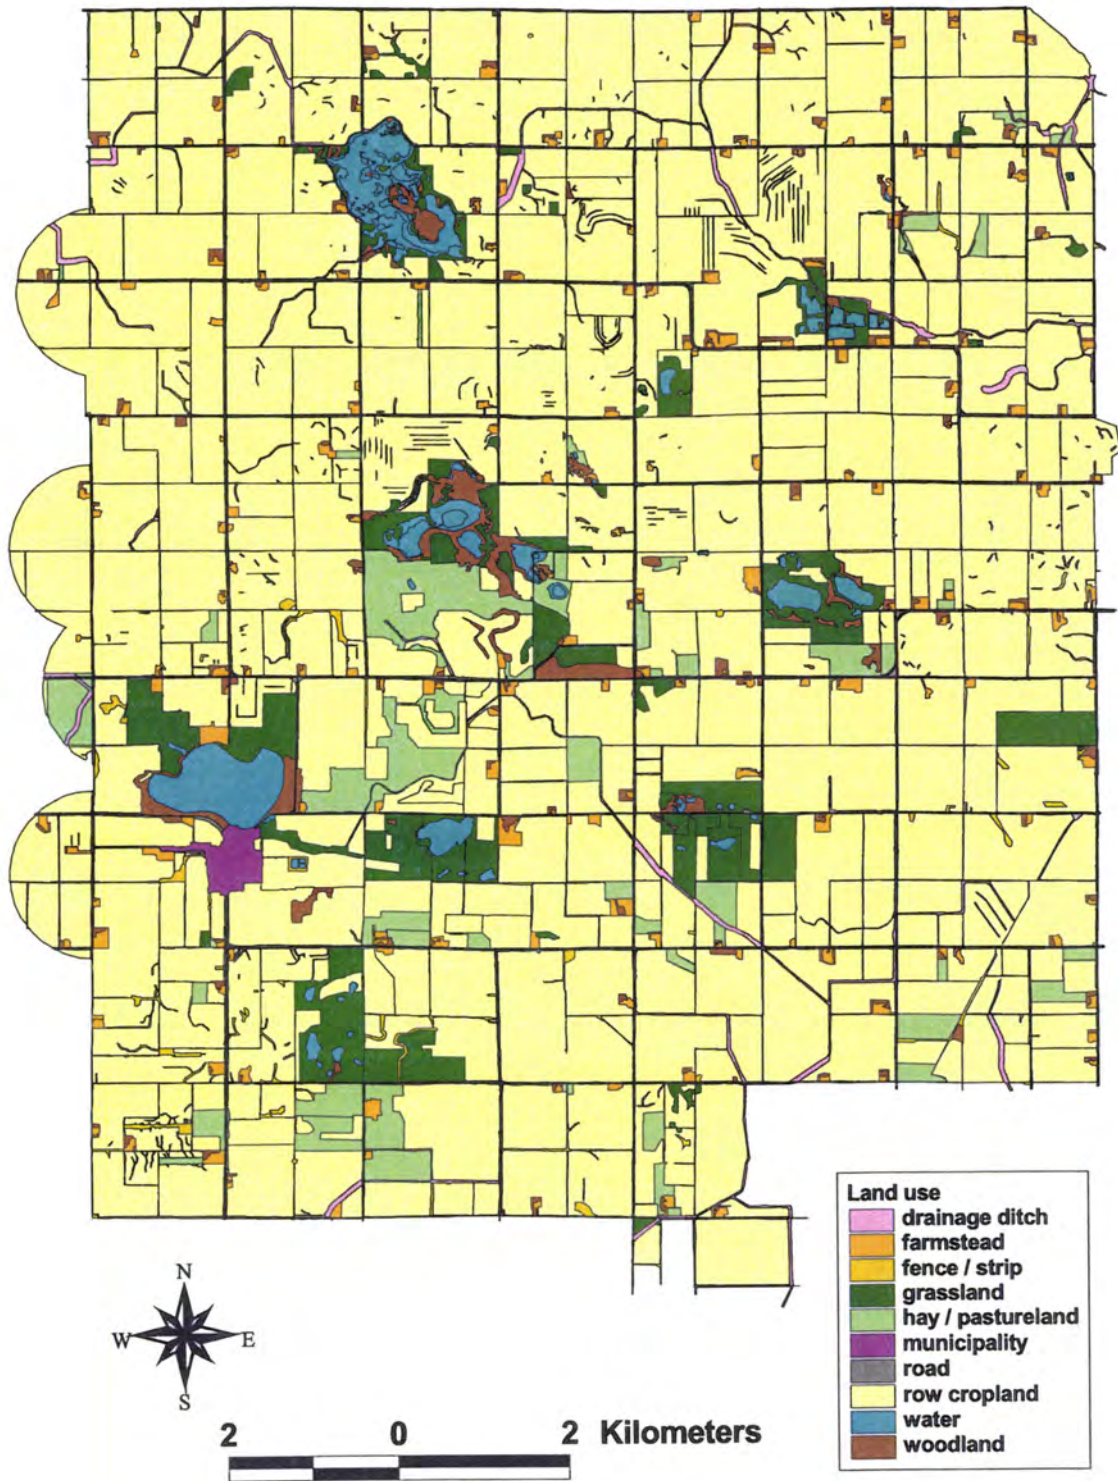 Land use
drainage ditch
farmstead
fence / strip
grassland
hay / pastureland
municipality
road
row cropland
water
woodland
N
W E
S
2 0 2 Kilometers